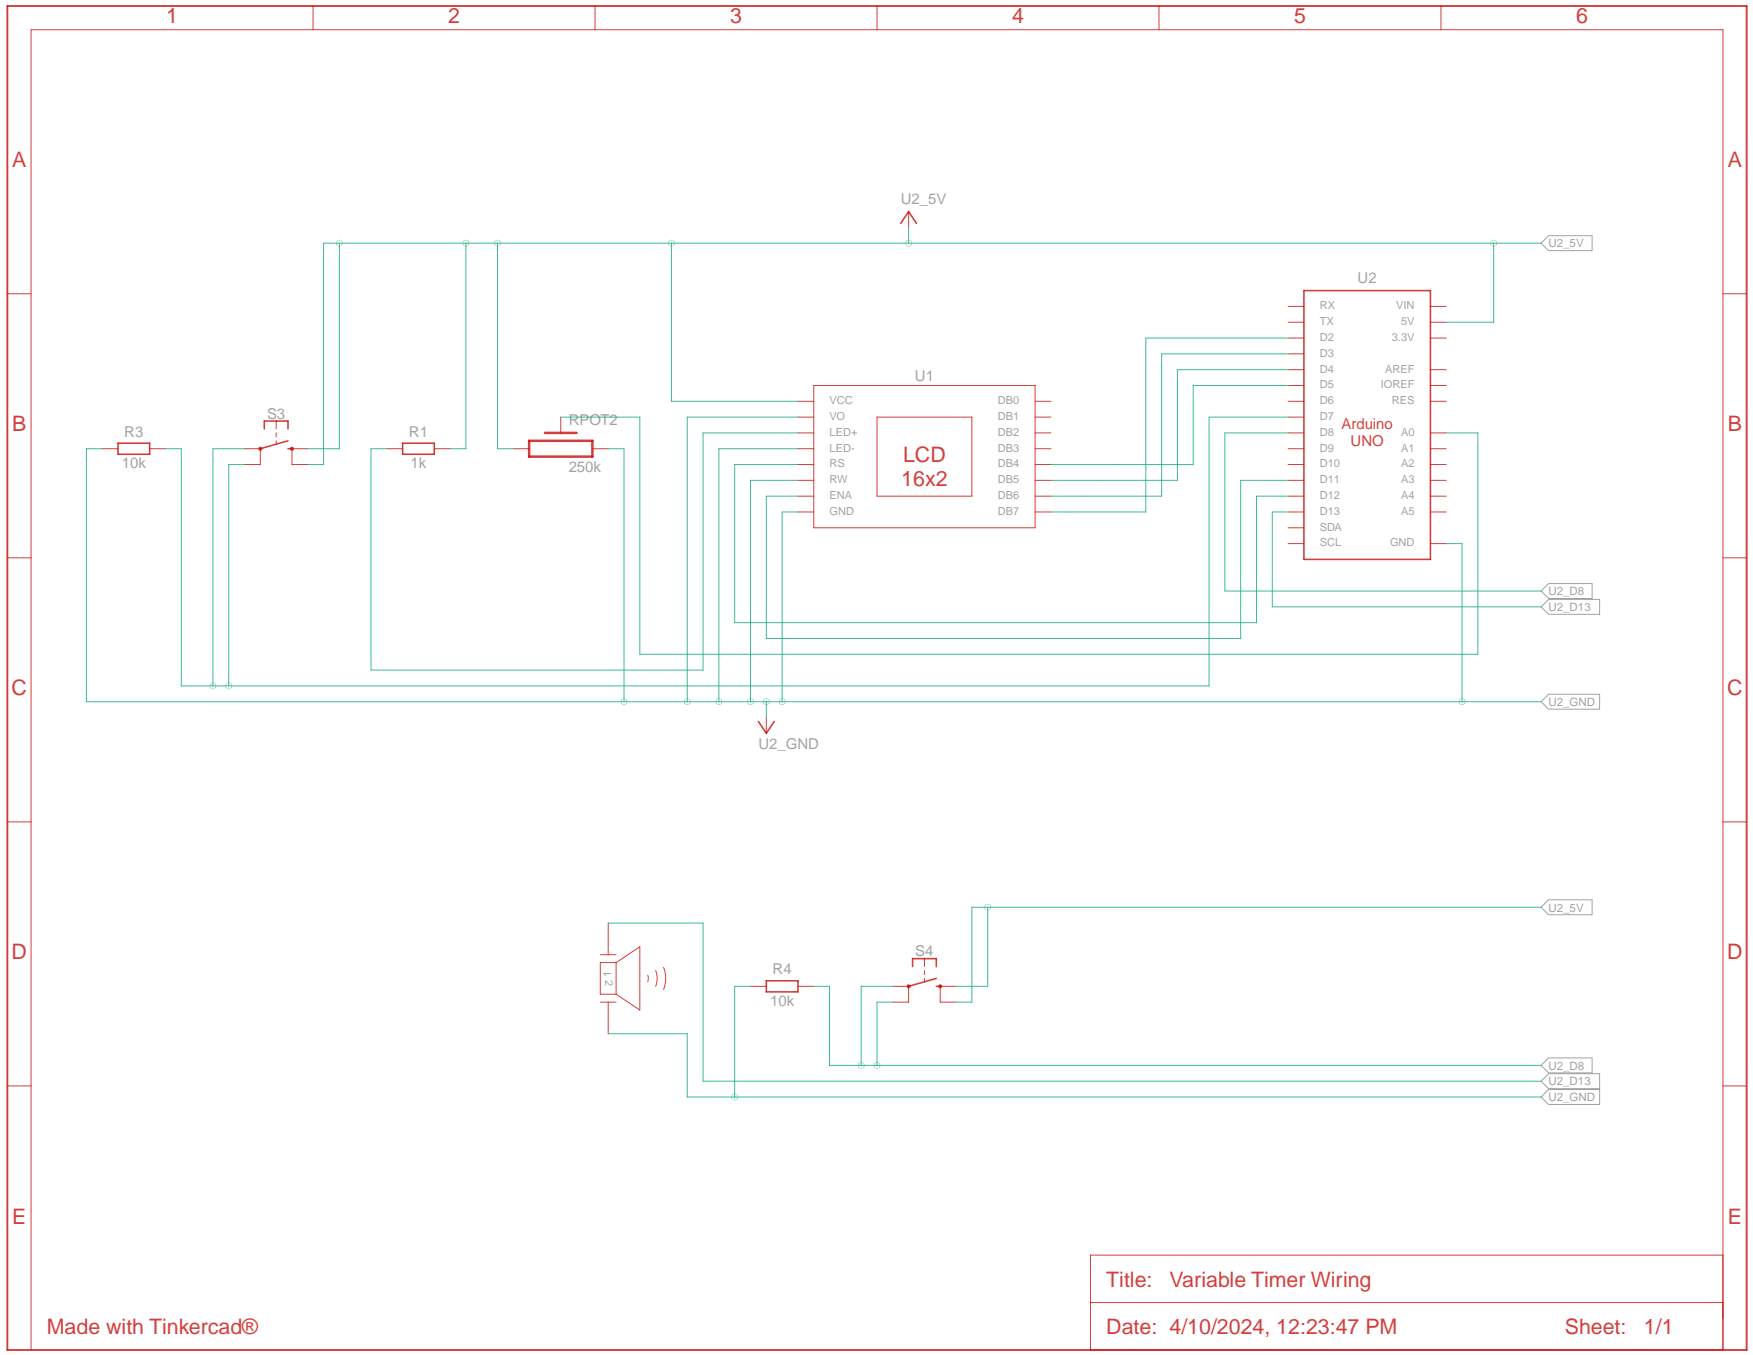 1 2 3 4 5 6
A A
U2_5V
U2_5V
U2
B B
U1
S3
R3
10k
R1
1k
RPOT2
250k
VCC DB0
VO DB1
LED+ DB2
LED- DB3
RS DB4
RW DB5
ENA DB6
GND DB7
LCD
16x2
RX VIN
TX 5V
D2 3.3V
D3
D4 AREF
D5 IOREF
D6 RES
D7
D8 A0
D9 A1
D10 A2
D11 A3
D12 A4
D13 A5
SDA
SCL GND
Arduino
UNO
U2_D8
U2_D13
C C
U2_GND
U2_GND
U2_5V
D D
1 2
R4
10k
S4
U2_D8
U2_D13
U2_GND
E E
Title: Variable Timer Wiring
Made with Tinkercad®
Date: 4/10/2024, 12:23:47 PM Sheet: 1/1